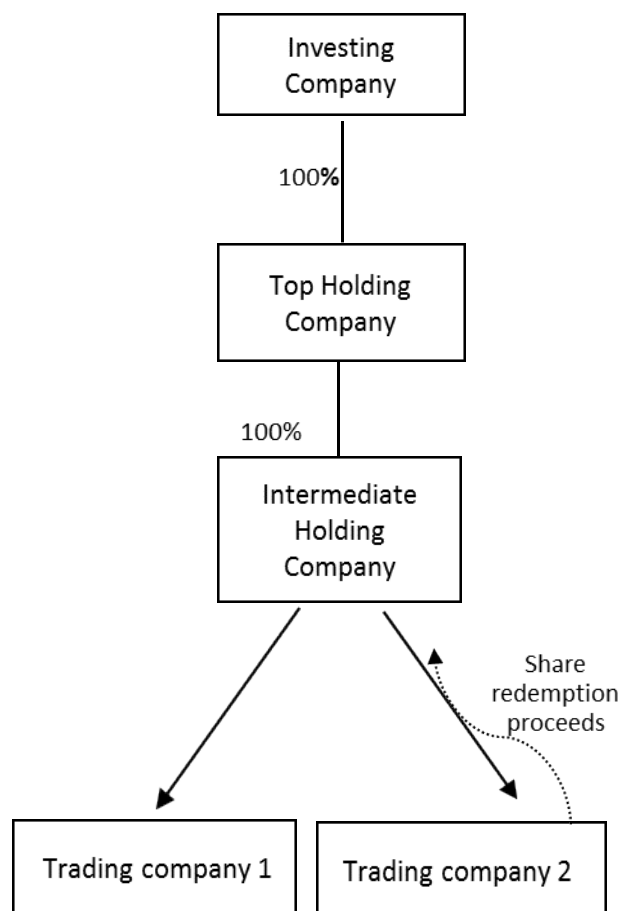 Investing
Company
100%
Top Holding
Company
100%
Intermediate
Holding
Company
Share
redemption
proceeds
Trading company 1
Trading company 2